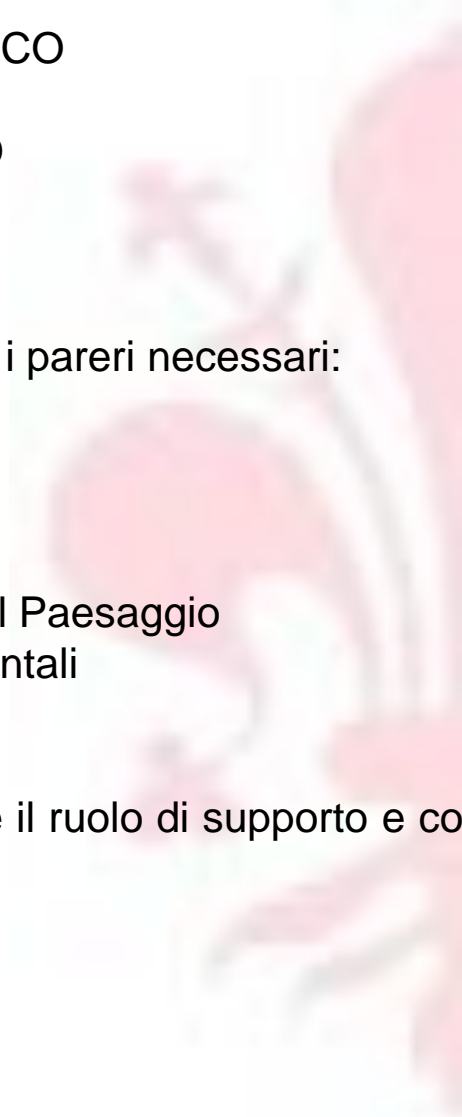 CO
i pareri necessari:
l Paesaggio
ntali
il ruolo di supporto e co